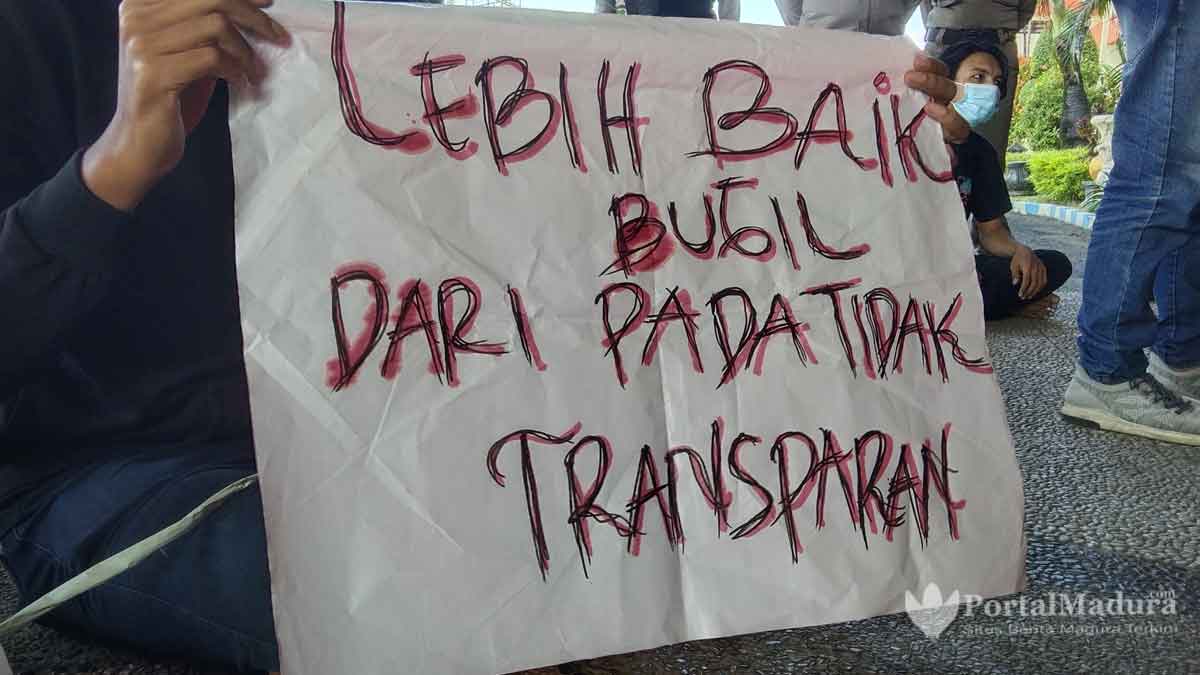 LEBIH BAiK
BUGIL
DARI PADA TIDAK
TRANSPARAN
PortalMadura.com
Situs Berita Madura Terkini